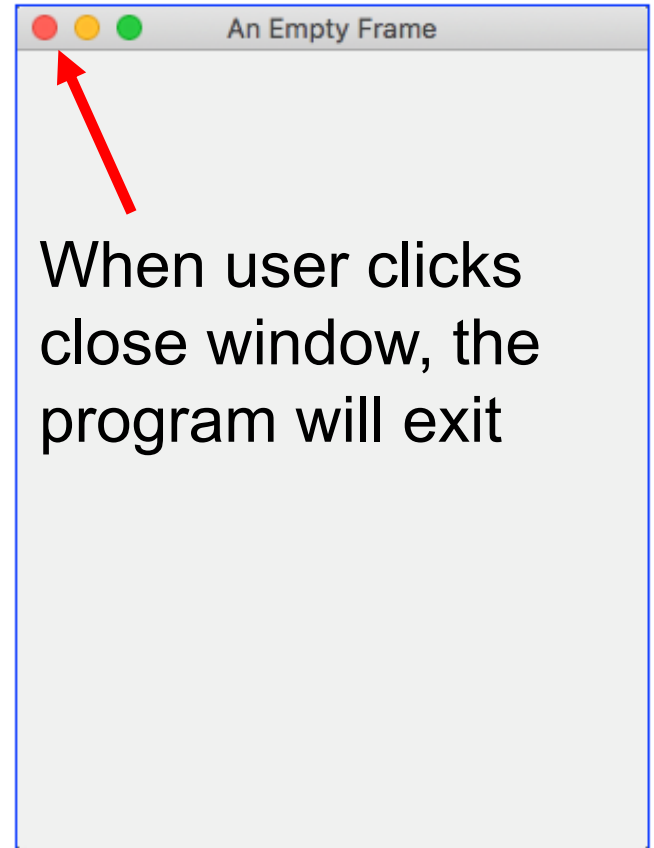 An Empty Frame
When user clicks
close window, the
program will exit